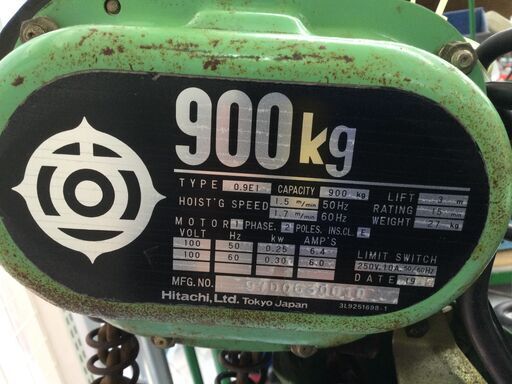 900kg
TYPE 0.9E1 CAPACITY 900 kg LIFT 3 m
HOIST'G SPEED 1.5 m/min 50Hz RATING 15 min
1.7 m/min 60Hz WEIGHT 27 kg
MOTOR 1 PHASE. 2 POLES. INS.CL. E
VOLT Hz kw AMP'S
100 50 0.25 6.4 LIMIT SWITCH
100 60 0.30 6.0 250V.10A.50/60Hz
DATE
MFG.NO.
Hitachi, Ltd. Tokyo Japan 3L9251698-1